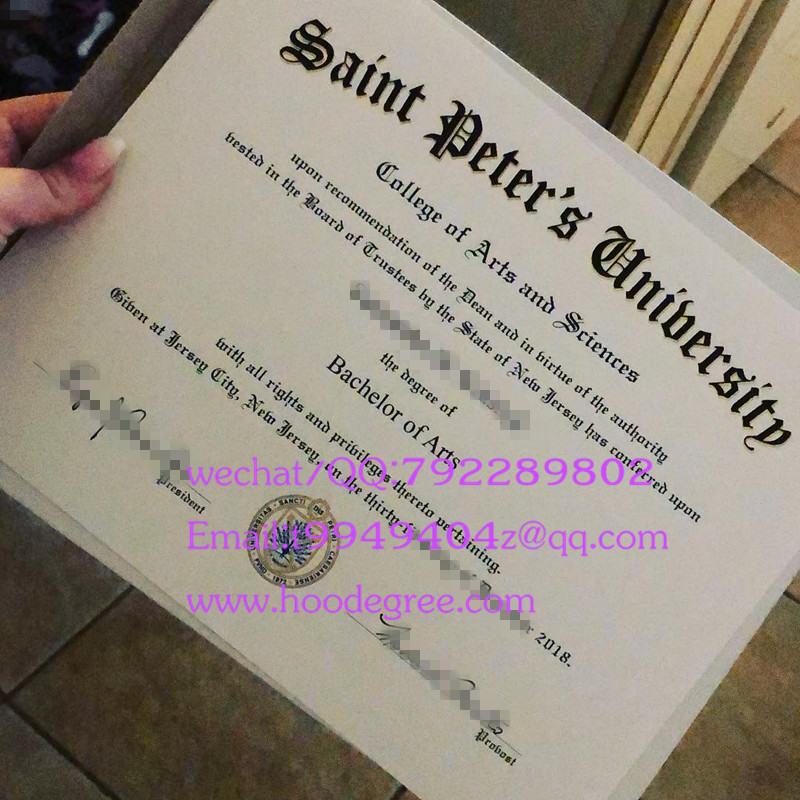 Saint Peter's University
College of Arts and Sciences
upon recommendation of the Dean and in virtue of the authority
vested in the Board of Trustees by the State of New Jersey has conferred upon
the degree of
Bachelor of Arts
with all rights and privileges thereto pertaining.
Given at Jersey City, New Jersey, in the thirty 2018.
President
Provost
wechat/QQ:792289802
www.hoodegree.com